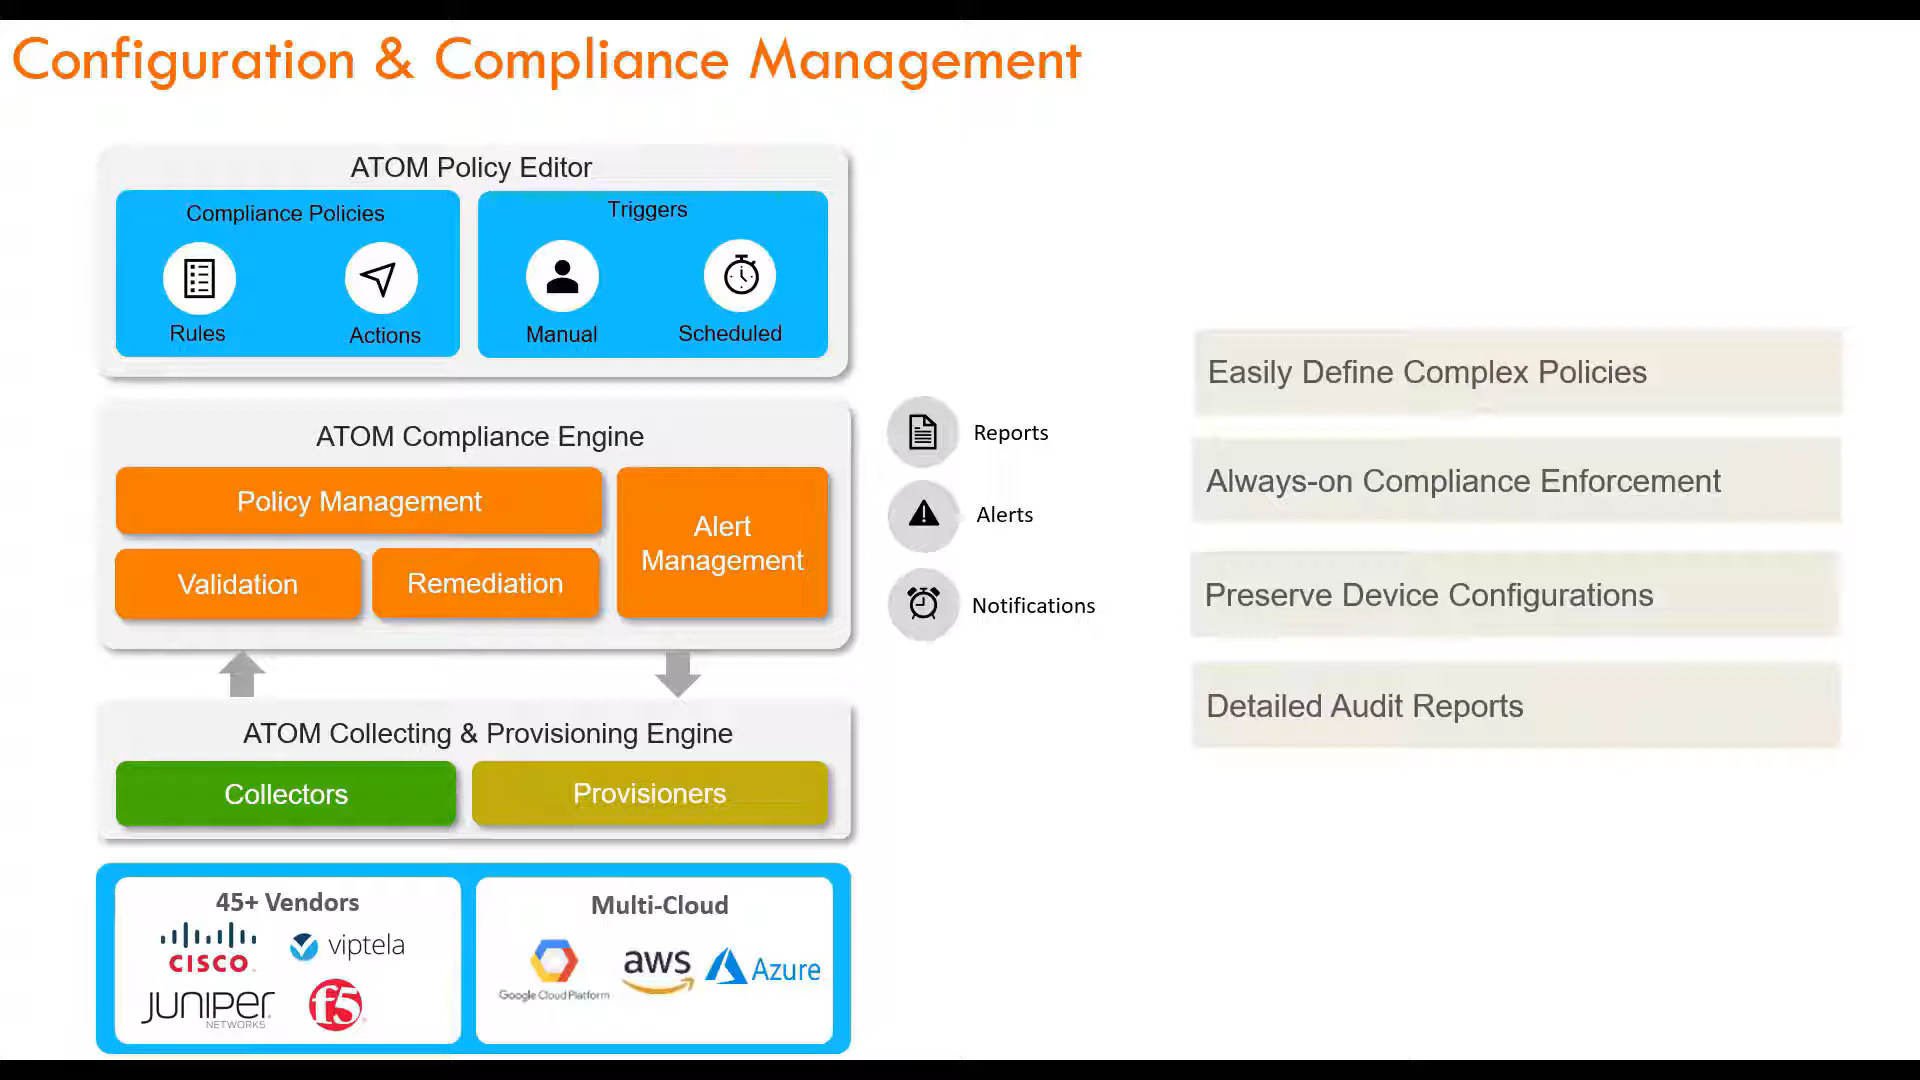 Configuration & Compliance Management
ATOM Policy Editor
Compliance Policies
Rules
Actions
Triggers
Manual
Scheduled
ATOM Compliance Engine
Policy Management
Validation
Remediation
Alert
Management
Reports
Alerts
Notifications
ATOM Collecting & Provisioning Engine
Collectors
Provisioners
45+ Vendors
CISCO
viptela
JUNIPER
NETWORKS
f5
Multi-Cloud
Google Cloud Platform
aws
Azure
Easily Define Complex Policies
Always-on Compliance Enforcement
Preserve Device Configurations
Detailed Audit Reports